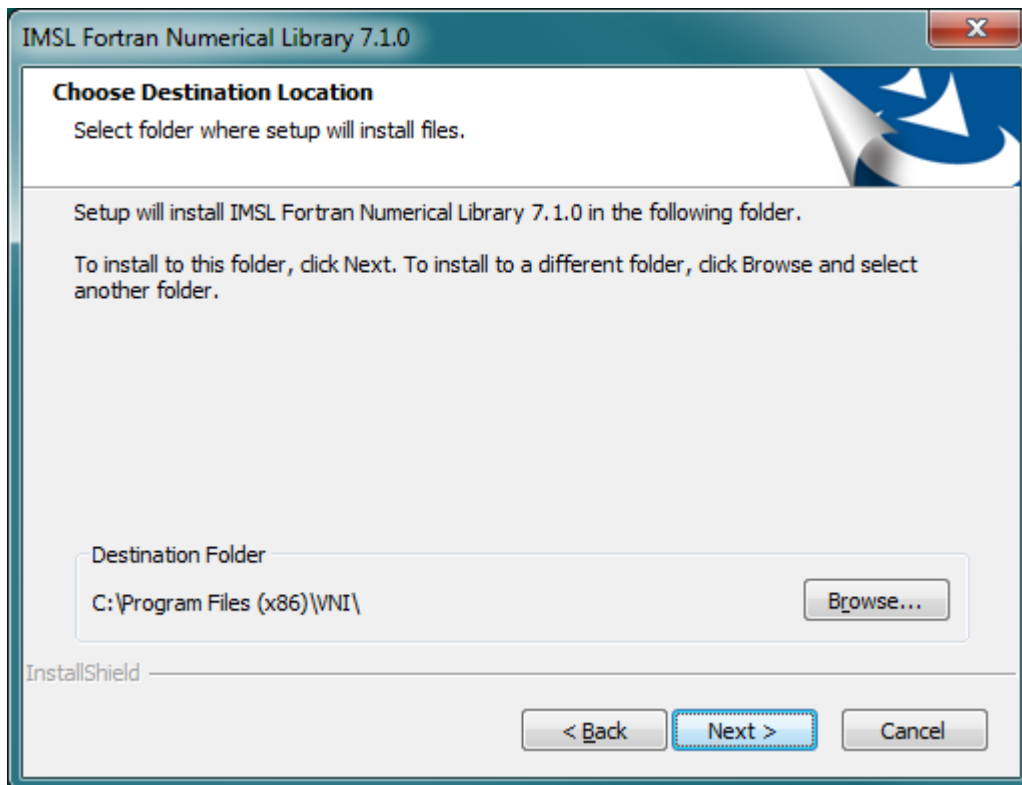 IMSL Fortran Numerical Library 7.1.0
Choose Destination Location
Select folder where setup will install files.
Setup will install IMSL Fortran Numerical Library 7.1.0 in the following folder.
To install to this folder, click Next. To install to a different folder, click Browse and select
another folder.
Destination Folder
C:\Program Files (x86)\VNI\
Browse...
InstallShield
< Back
Next >
Cancel